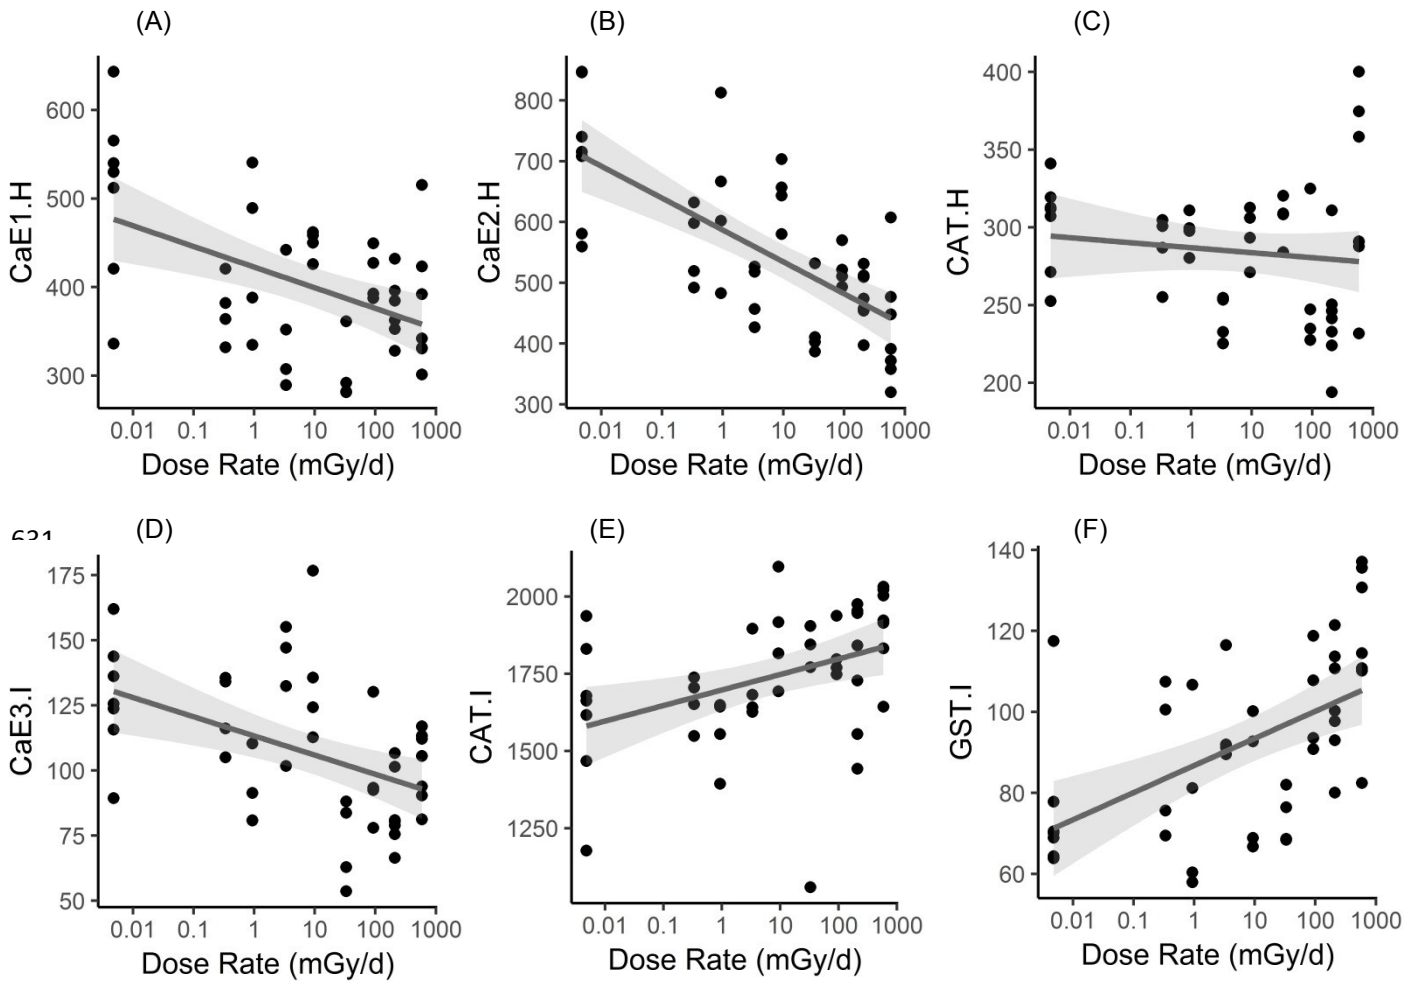 (A) (B) (C)
600
500
400
300
CaE1.H
0.01 0.1 1 10 100 1000
Dose Rate (mGy/d)
800
700
600
500
400
300
CaE2.H
0.01 0.1 1 10 100 1000
Dose Rate (mGy/d)
400
350
300
250
200
CAT.H
0.01 0.1 1 10 100 1000
Dose Rate (mGy/d)
631
(D) (E) (F)
175
150
125
100
75
50
CaE3.I
0.01 0.1 1 10 100 1000
Dose Rate (mGy/d)
2000
1750
1500
1250
CAT.I
0.01 0.1 1 10 100 1000
Dose Rate (mGy/d)
140
120
100
80
60
GST.I
0.01 0.1 1 10 100 1000
Dose Rate (mGy/d)